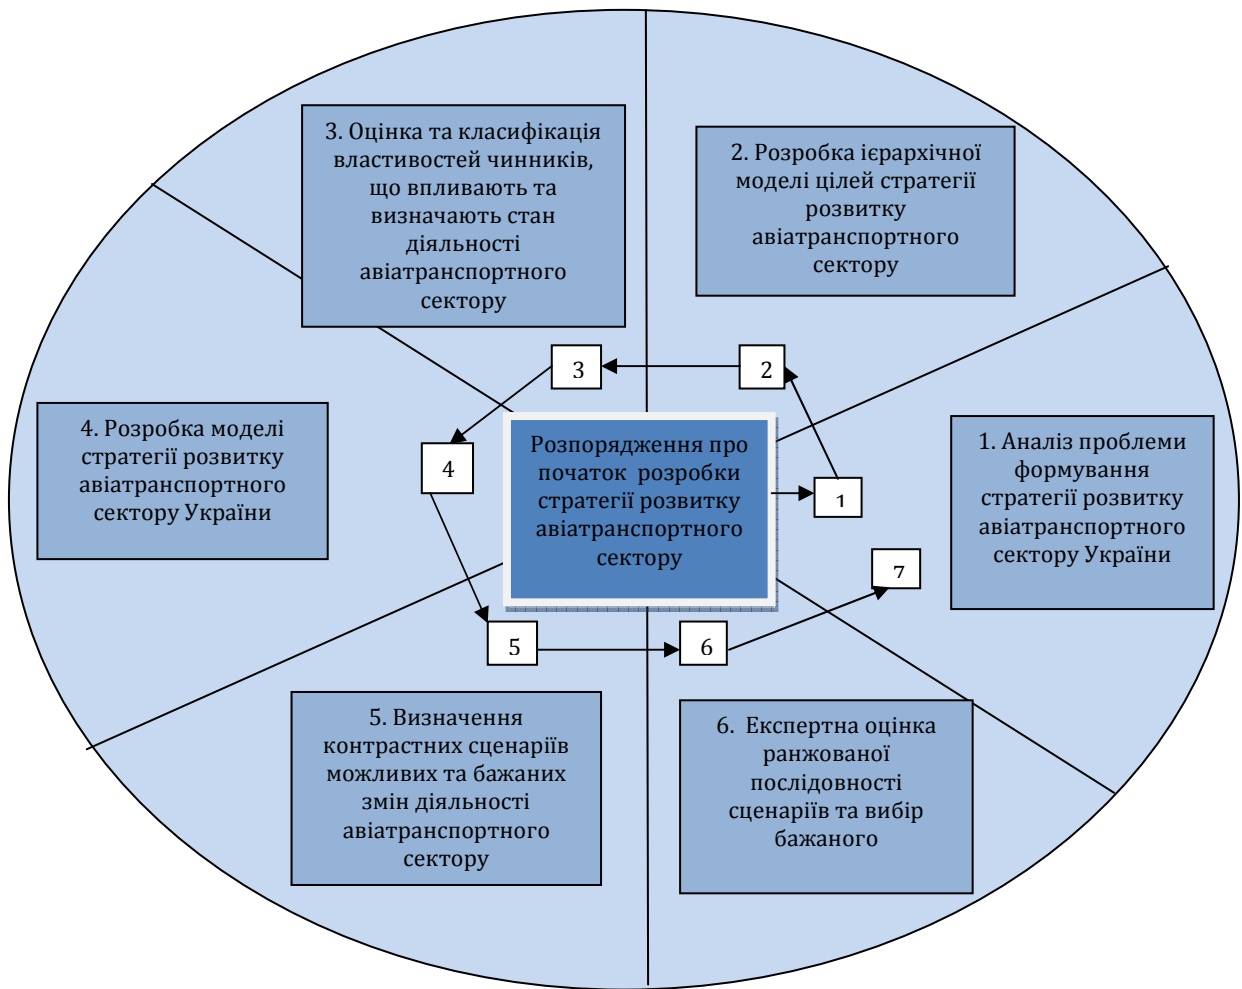 3. Оцінка та класифікація
властивостей чинників,
що впливають та
визначають стан
діяльності
авіатранспортного
сектору
2. Розробка ієрархічної
моделі цілей стратегії
розвитку
авіатранспортного
сектору
3
2
4. Розробка моделі
стратегії розвитку
авіатранспортного
сектору України
4
Розпорядження про
початок розробки
стратегії розвитку
авіатранспортного
сектору
1
1. Аналіз проблеми
формування
стратегії розвитку
авіатранспортного
сектору України
7
5
6
5. Визначення
контрастних сценаріїв
можливих та бажаних
змін діяльності
авіатранспортного
сектору
6. Експертна оцінка
ранжованої
послідовності
сценаріїв та вибір
бажаного